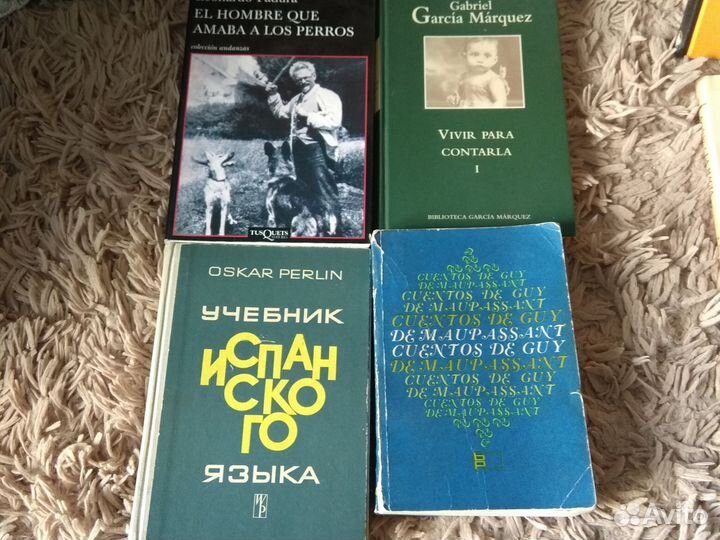 Leonardo Padura
EL HOMBRE QUE
AMABA A LOS PERROS
colección andanzas
TUSQUETS
Gabriel
García Márquez
VIVIR PARA
CONTARLA
I
BIBLIOTECA GARCÍA MÁRQUEZ
OSKAR PERLIN
УЧЕБНИК
ИСПАН
СКО
ГО
ЯЗЫКА
CUENTOS DE GUY
DE MAUPASSANT
CUENTOS DE GUY
DE MAUPASSANT
CUENTOS DE GUY
DE MAUPASSANT
CUENTOS DE GUY
DE MAUPASSANT
CUENTOS DE GUY
DE MAUPASSANT
CUENTOS DE GUY
DE MAUPASSANT
Avito